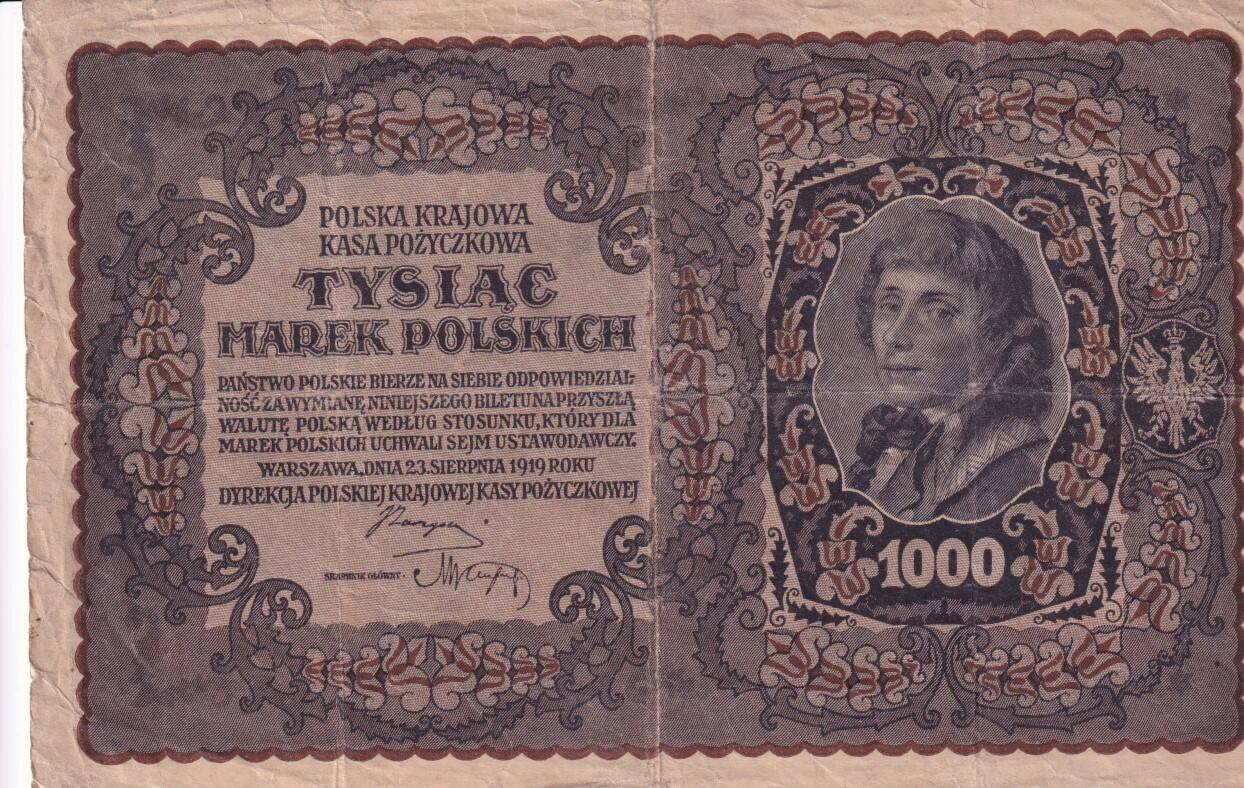 POLSKA KRAJOWA
KASA POŻYCZKOWA
TYSIĄC
MAREK POLSKICH
PAŃSTWO POLSKIE BIERZE NA SIEBIE ODPOWIEDZIAL-
NOŚĆ ZA WYMIANĘ NINIEJSZEGO BILETU NA PRZYSZŁĄ
WALUTĘ POLSKĄ WEDŁUG STOSUNKU, KTÓRY DLA
MAREK POLSKICH UCHWALI SEJM USTAWODAWCZY.
WARSZAWA, DNIA 23. SIERPNIA 1919 ROKU
DYREKCJA POLSKIEJ KRAJOWEJ KASY POŻYCZKOWEJ
SKARBNIK GŁÓWNY -
1000